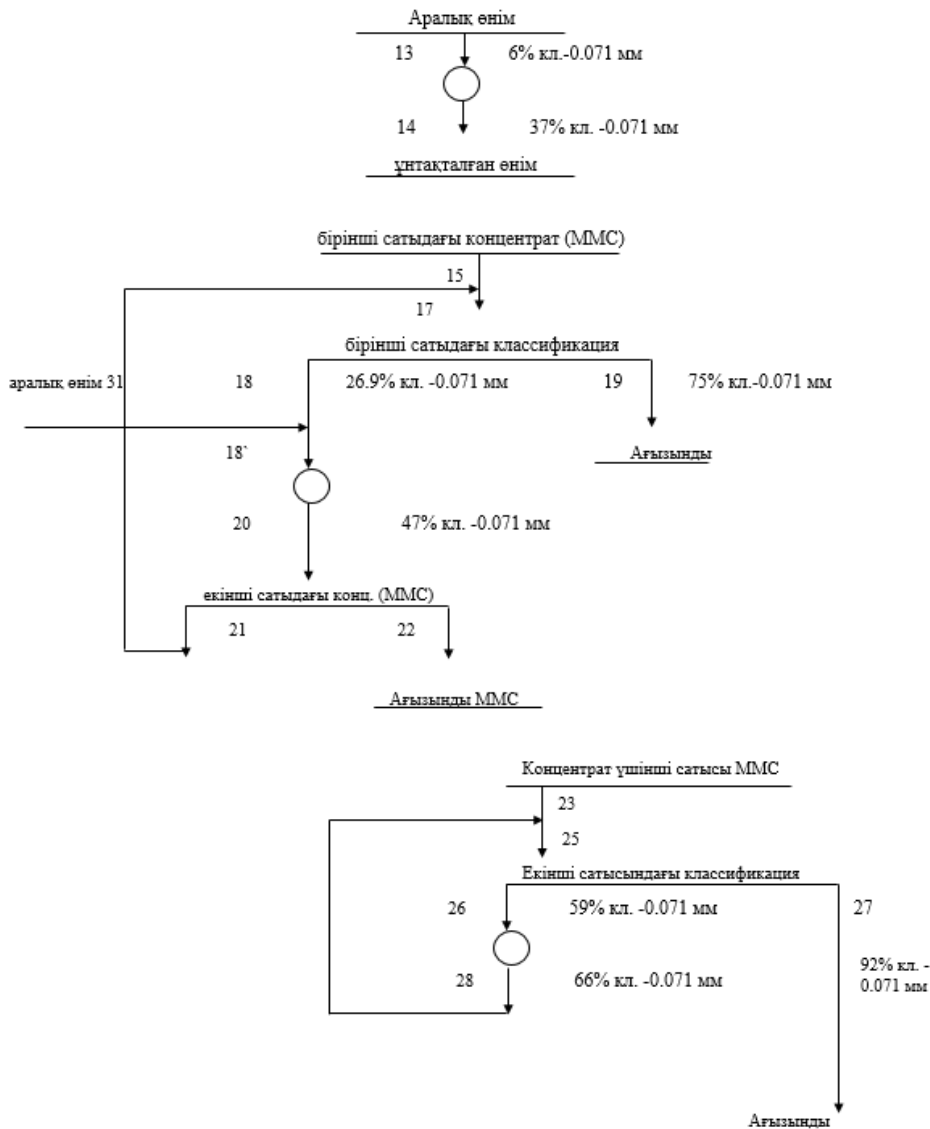 Аралық өнім
13 6% кл.-0.071 мм
14 37% кл. -0.071 мм
ұнтақталған өнім
бірінші сатыдағы концентрат (ММС)
15
17
бірінші сатыдағы классификация
аралық өнім 31 18 26.9% кл. -0.071 мм 19 75% кл.-0.071 мм
18` Ағызынды
20 47% кл. -0.071 мм
екінші сатыдағы конц. (ММС)
21 22
Ағызынды ММС
Концентрат үшінші сатысы ММС
23
25
Екінші сатысындағы классификация
26 59% кл. -0.071 мм 27
28 66% кл. -0.071 мм
92% кл. -
0.071 мм
Ағызынды